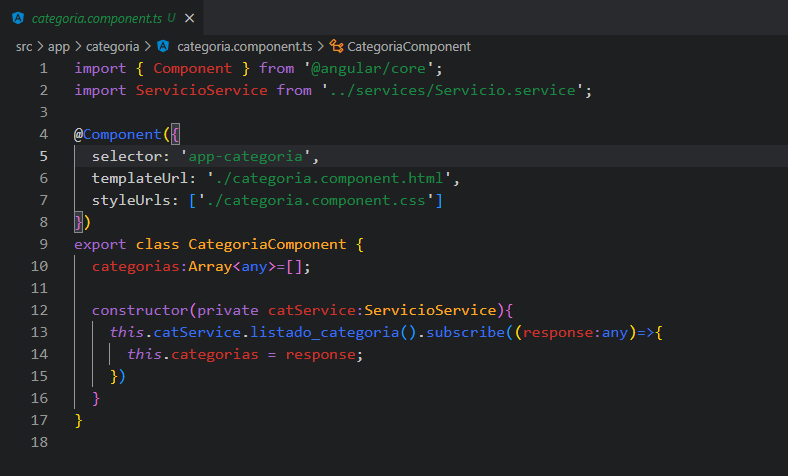 categoria.component.ts U ×
src > app > categoria > categoria.component.ts > CategoriaComponent
1 import { Component } from '@angular/core';
2 import ServicioService from '../services/Servicio.service';
3
4 @Component({
5 selector: 'app-categoria',
6 templateUrl: './categoria.component.html',
7 styleUrls: ['./categoria.component.css']
8 })
9 export class CategoriaComponent {
10 categorias:Array<any>=[];
11
12 constructor(private catService:ServicioService){
13 this.catService.listado_categoria().subscribe((response:any)=>{
14 this.categorias = response;
15 })
16 }
17 }
18